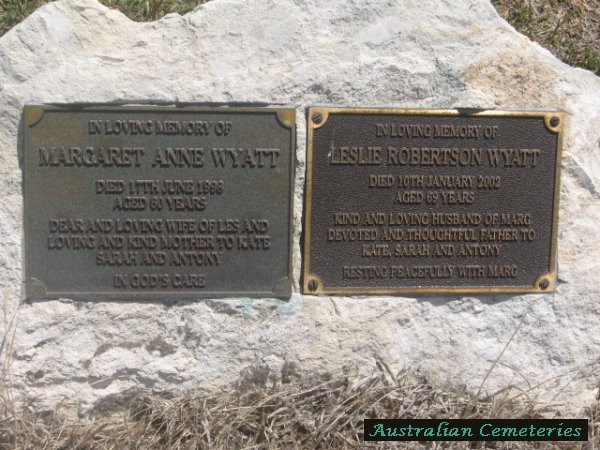 IN LOVING MEMORY OF
MARGARET ANNE WYATT
DIED 17TH JUNE 1998
AGED 60 YEARS
DEAR AND LOVING WIFE OF LES AND
LOVING AND KIND MOTHER TO KATE
SARAH AND ANTONY
IN GOD'S CARE
IN LOVING MEMORY OF
LESLIE ROBERTSON WYATT
DIED 10TH JANUARY 2002
AGED 69 YEARS
KIND AND LOVING HUSBAND OF MARG
DEVOTED AND THOUGHTFUL FATHER TO
KATE, SARAH AND ANTONY
RESTING PEACEFULLY WITH MARG
Australian Cemeteries